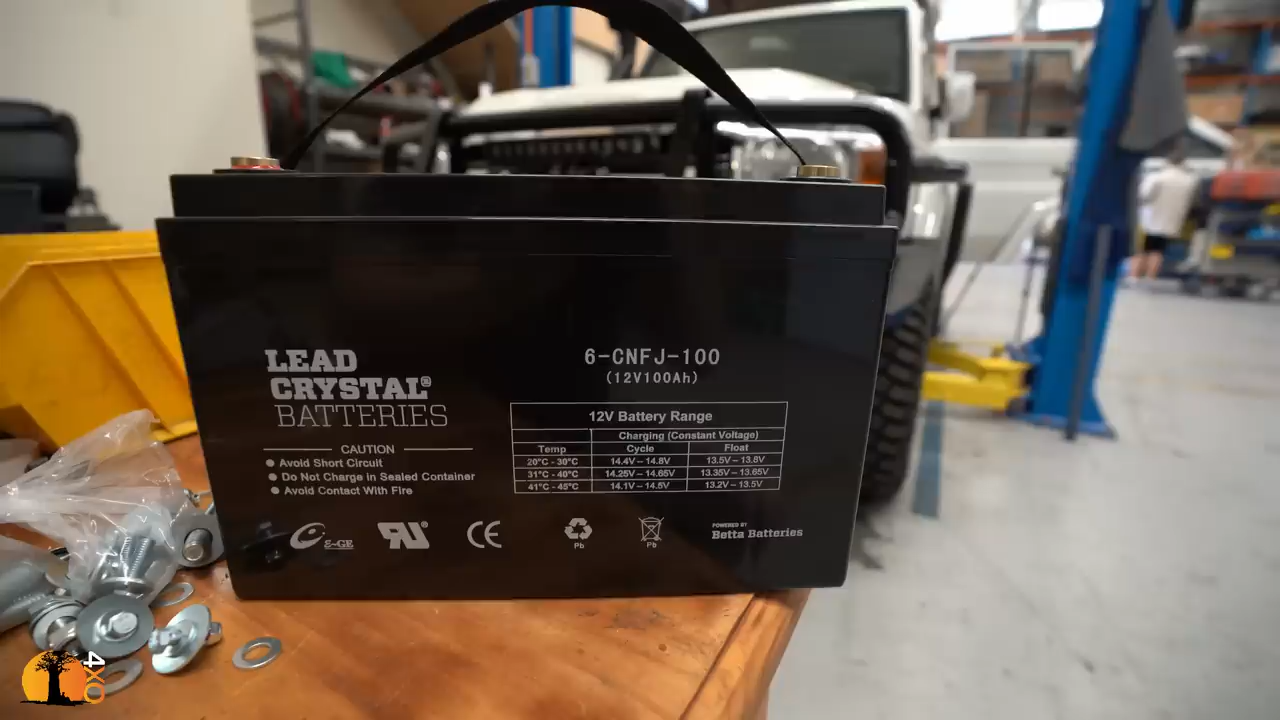 LEAD
CRYSTAL®
BATTERIES
CAUTION
● Avoid Short Circuit
● Do Not Charge in Sealed Container
● Avoid Contact With Fire
6-CNFJ-100
(12V100Ah)
12V Battery Range
Charging (Constant Voltage)
Temp Cycle Float
20°C - 30°C 14.4V – 14.8V 13.5V – 13.8V
31°C - 40°C 14.25V – 14.65V 13.35V – 13.65V
41°C - 45°C 14.1V – 14.5V 13.2V – 13.5V
CE
Pb
Pb
POWERED BY
Betta Batteries
4XO